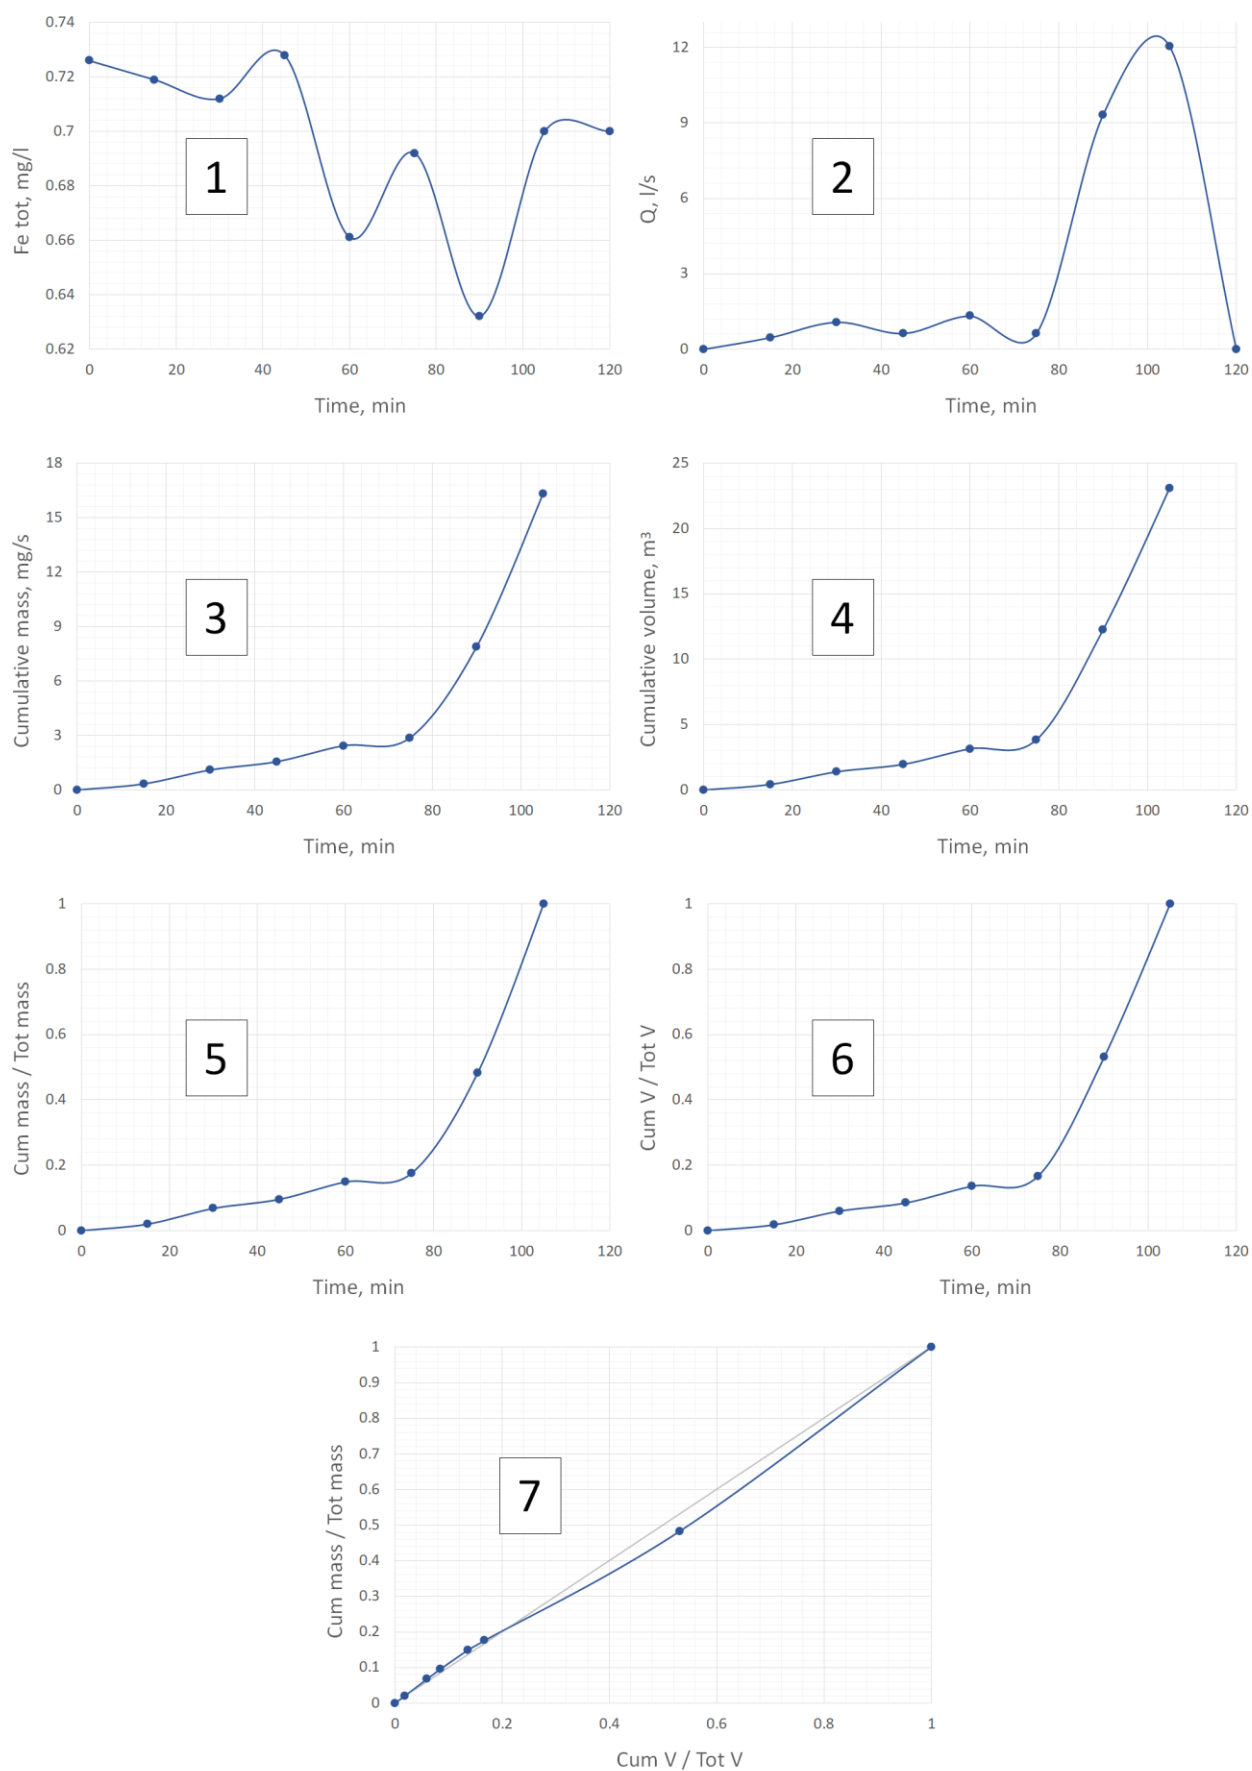 0.74
0.72
0.7
0.68
0.66
0.64
0.62
Fe tot, mg/l
1
0 20 40 60 80 100 120
Time, min
12
9
6
3
0
Q, l/s
2
0 20 40 60 80 100 120
Time, min
18
15
12
9
6
3
0
Cumulative mass, mg/s
3
0 20 40 60 80 100 120
Time, min
25
20
15
10
5
0
Cumulative volume, m³
4
0 20 40 60 80 100 120
Time, min
1
0.8
0.6
0.4
0.2
0
Cum mass / Tot mass
5
0 20 40 60 80 100 120
Time, min
1
0.8
0.6
0.4
0.2
0
Cum V / Tot V
6
0 20 40 60 80 100 120
Time, min
1
0.9
0.8
0.7
0.6
0.5
0.4
0.3
0.2
0.1
0
Cum mass / Tot mass
7
0 0.2 0.4 0.6 0.8 1
Cum V / Tot V